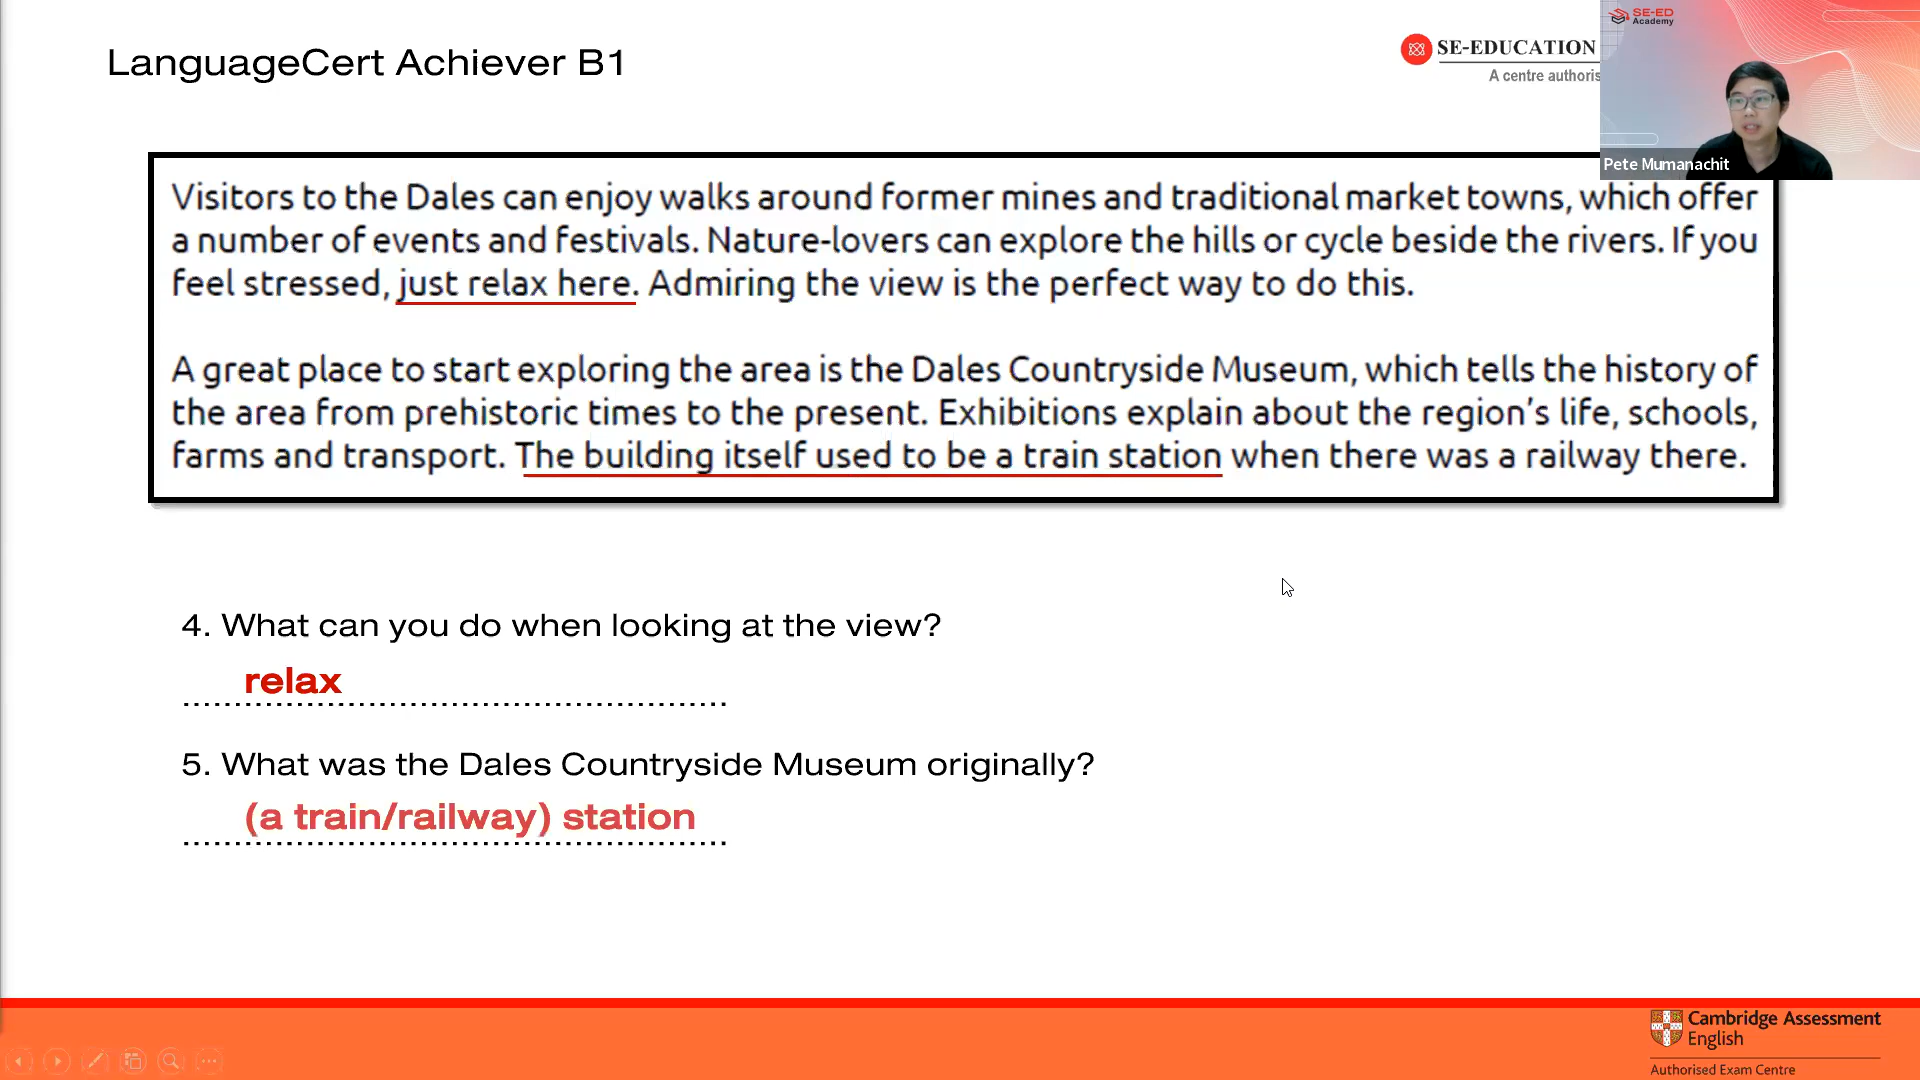 LanguageCert Achiever B1
SE-EDUCATION
A centre authoris
SE-ED
Academy
Pete Mumanachit
Visitors to the Dales can enjoy walks around former mines and traditional market towns, which offer
a number of events and festivals. Nature-lovers can explore the hills or cycle beside the rivers. If you
feel stressed, just relax here. Admiring the view is the perfect way to do this.
A great place to start exploring the area is the Dales Countryside Museum, which tells the history of
the area from prehistoric times to the present. Exhibitions explain about the region's life, schools,
farms and transport. The building itself used to be a train station when there was a railway there.
4. What can you do when looking at the view?
relax
5. What was the Dales Countryside Museum originally?
(a train/railway) station
Cambridge Assessment
English
Authorised Exam Centre